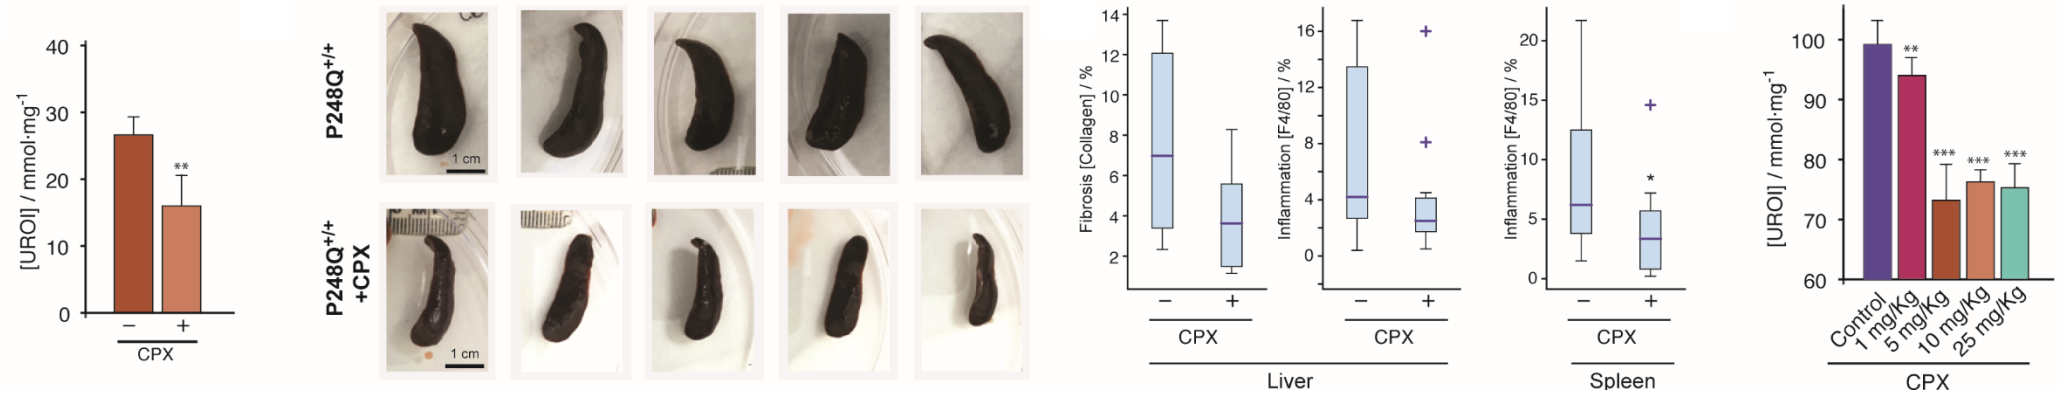 [UROI] / mmol·mg-1
40
30
20
10
0
**
− +
CPX
P248Q+/+
1 cm
P248Q+/+
+CPX
1 cm
Fibrosis [Collagen] / %
14
12
10
8
6
4
2
− +
CPX
Inflammation [F4/80] / %
16
12
8
4
0
− +
CPX
Liver
Inflammation [F4/80] / %
20
15
10
5
0
*
− +
CPX
Spleen
[UROI] / mmol·mg-1
100
90
80
70
60
**
*** *** ***
Control
1 mg/Kg
5 mg/Kg
10 mg/Kg
25 mg/Kg
CPX